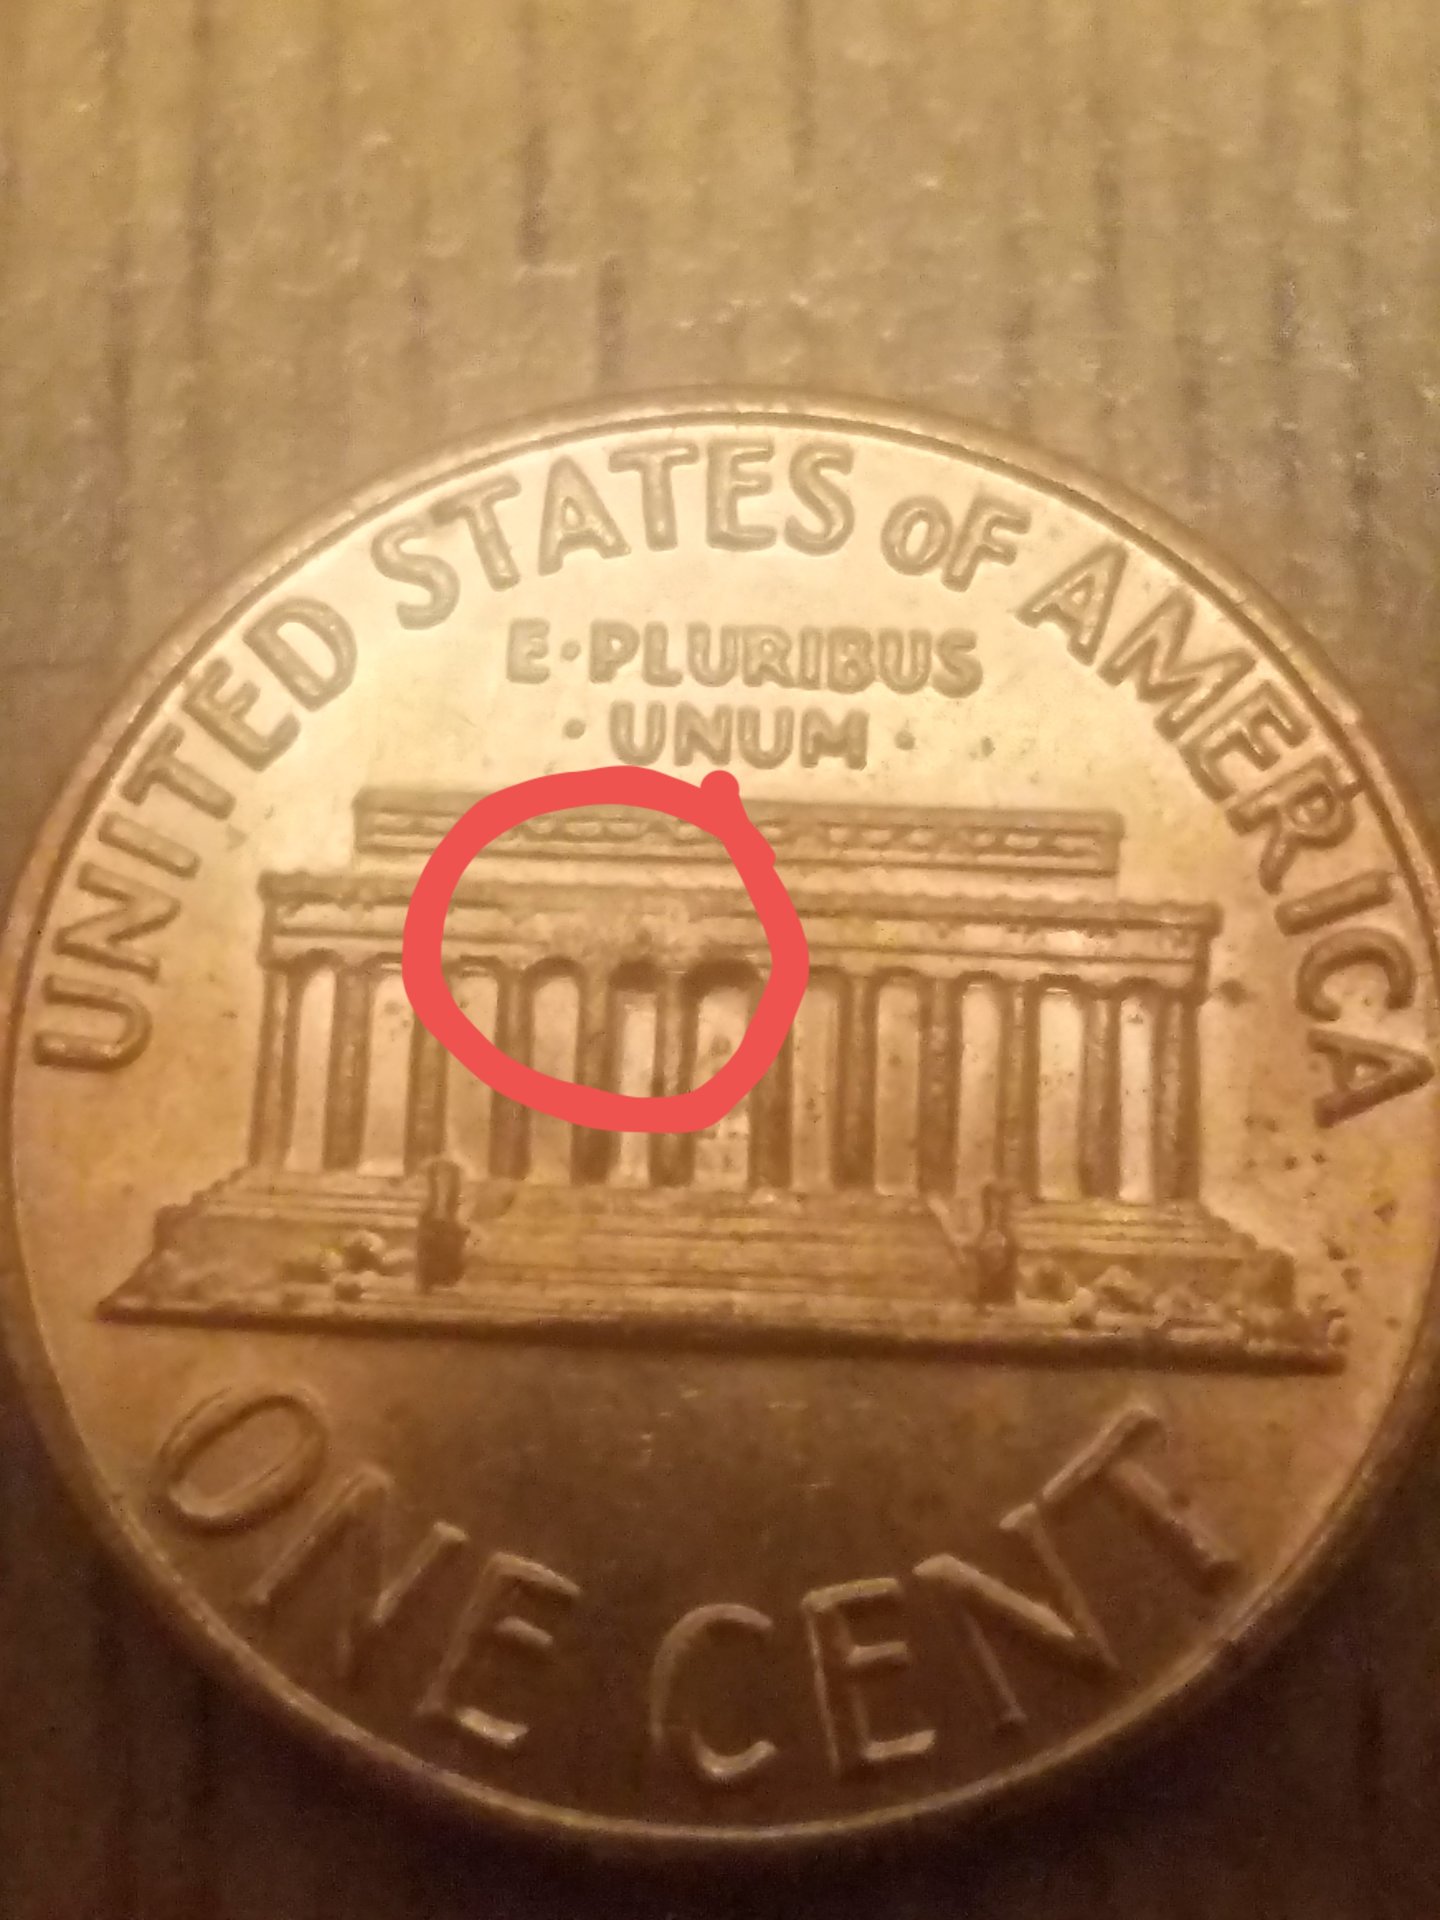 UNITED STATES OF AMERICA
E·PLURIBUS
·UNUM·
ONE CENT